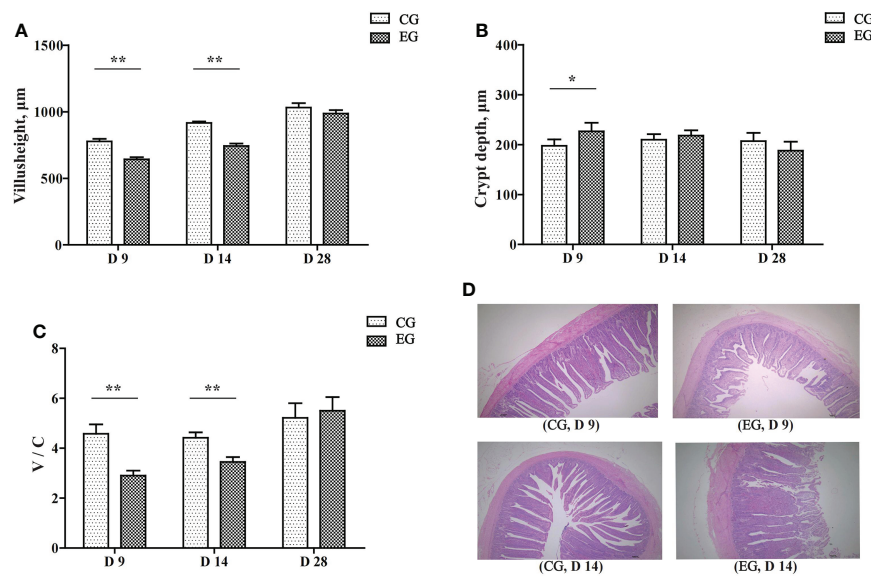 A
CG
EG
Villusheight, μm
1500
1000
500
0
**
**
D 9
D 14
D 28
B
CG
EG
Crypt depth, μm
400
300
200
100
0
*
D 9
D 14
D 28
C
CG
EG
V / C
8
6
4
2
0
**
**
D 9
D 14
D 28
D
(CG, D 9)
(EG, D 9)
(CG, D 14)
(EG, D 14)